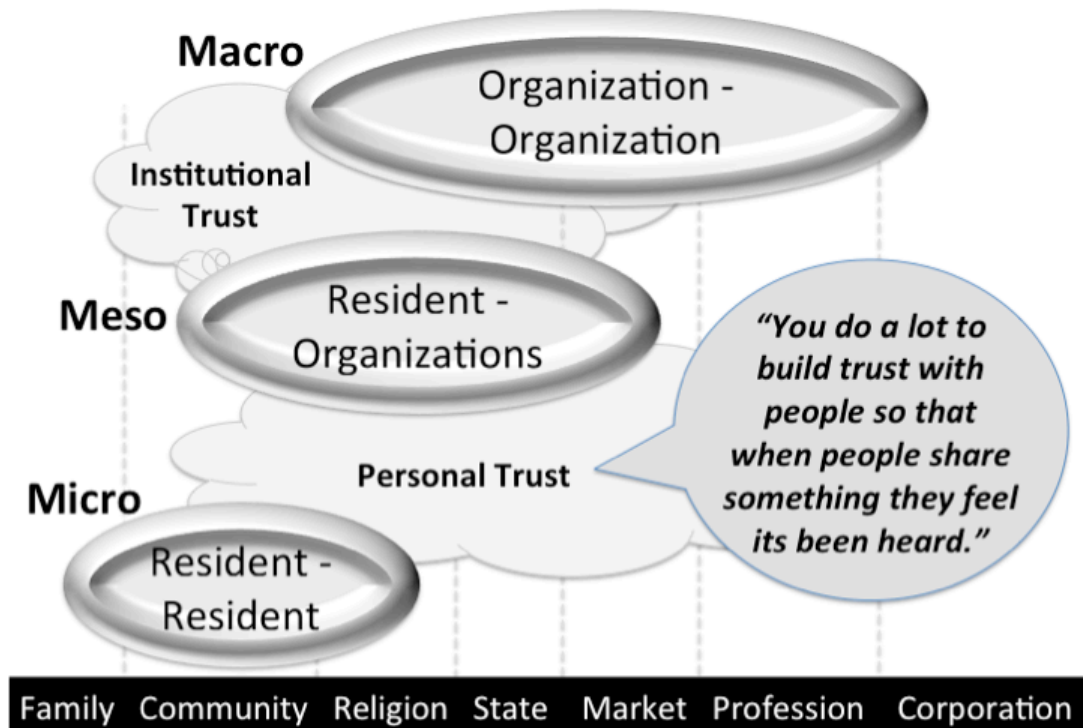 Macro
Organization -
Organization
Institutional
Trust
Meso
Resident -
Organizations
“You do a lot to
build trust with
people so that
when people share
something they feel
its been heard.”
Personal Trust
Micro
Resident -
Resident
Family Community Religion State Market Profession Corporation